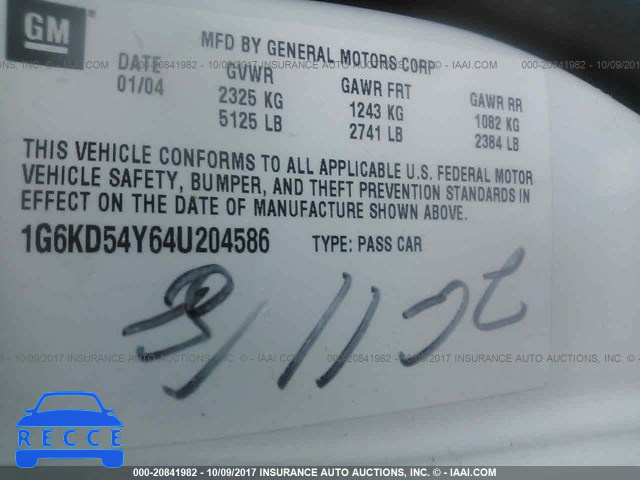 GM
MFD BY GENERAL MOTORS CORP
DATE GVWR GAWR FRT GAWR RR
01/04 2325 KG 1243 KG 1082 KG
5125 LB 2741 LB 2384 LB
THIS VEHICLE CONFORMS TO ALL APPLICABLE U.S. FEDERAL MOTOR
VEHICLE SAFETY, BUMPER, AND THEFT PREVENTION STANDARDS IN
EFFECT ON THE DATE OF MANUFACTURE SHOWN ABOVE.
1G6KD54Y64U204586 TYPE: PASS CAR
RECCE
000-20841982 - 10/09/2017 INSURANCE AUTO AUCTIONS, INC. - IAAI.COM